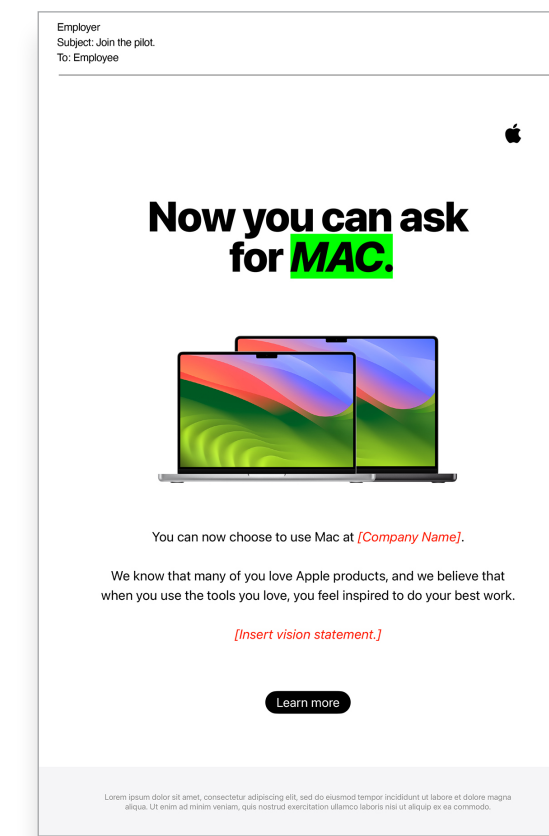 Employer
Subject: Join the pilot.
To: Employee
Now you can ask
for MAC.
You can now choose to use Mac at [Company Name].
We know that many of you love Apple products, and we believe that
when you use the tools you love, you feel inspired to do your best work.
[Insert vision statement.]
Learn more
Lorem ipsum dolor sit amet, consectetur adipiscing elit, sed do eiusmod tempor incididunt ut labore et dolore magna
aliqua. Ut enim ad minim veniam, quis nostrud exercitation ullamco laboris nisi ut aliquip ex ea commodo.